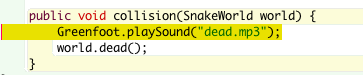 public void collision(SnakeWorld world) {
Greenfoot.playSound("dead.mp3");
world.dead();
}